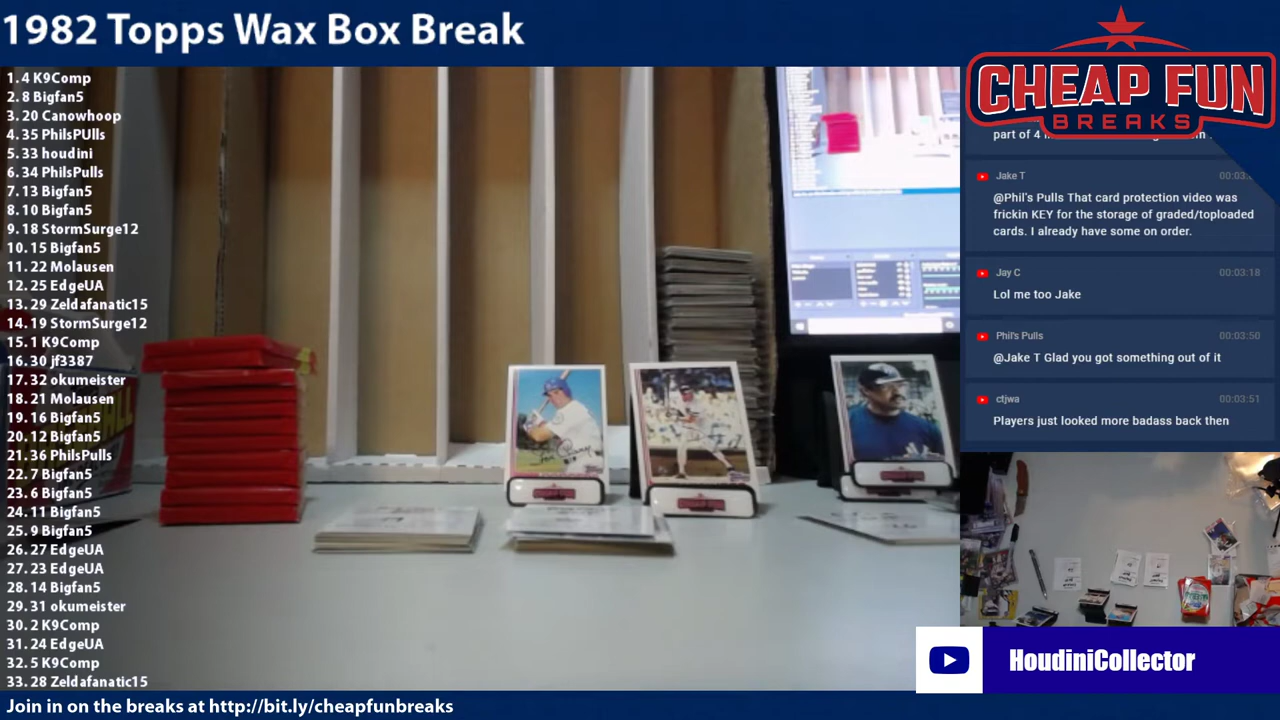 1982 Topps Wax Box Break
1. 4 K9Comp
2. 8 Bigfan5
3. 20 Canowhoop
4. 35 PhilsPUlls
5. 33 houdini
6. 34 PhilsPulls
7. 13 Bigfan5
8. 10 Bigfan5
9. 18 StormSurge12
10. 15 Bigfan5
11. 22 Molausen
12. 25 EdgeUA
13. 29 Zeldafanatic15
14. 19 StormSurge12
15. 1 K9Comp
16. 30 jf3387
17. 32 okumeister
18. 21 Molausen
19. 16 Bigfan5
20. 12 Bigfan5
21. 36 PhilsPulls
22. 7 Bigfan5
23. 6 Bigfan5
24. 11 Bigfan5
25. 9 Bigfan5
26. 27 EdgeUA
27. 23 EdgeUA
28. 14 Bigfan5
29. 31 okumeister
30. 2 K9Comp
31. 24 EdgeUA
32. 5 K9Comp
33. 28 Zeldafanatic15
Join in on the breaks at http://bit.ly/cheapfunbreaks
CHEAP FUN
BREAKS
part of 4
Jake T 00:03:
@Phil's Pulls That card protection video was
frickin KEY for the storage of graded/toploaded
cards. I already have some on order.
Jay C 00:03:18
Lol me too Jake
Phil's Pulls 00:03:50
@Jake T Glad you got something out of it
ctjwa 00:03:51
Players just looked more badass back then
HoudiniCollector